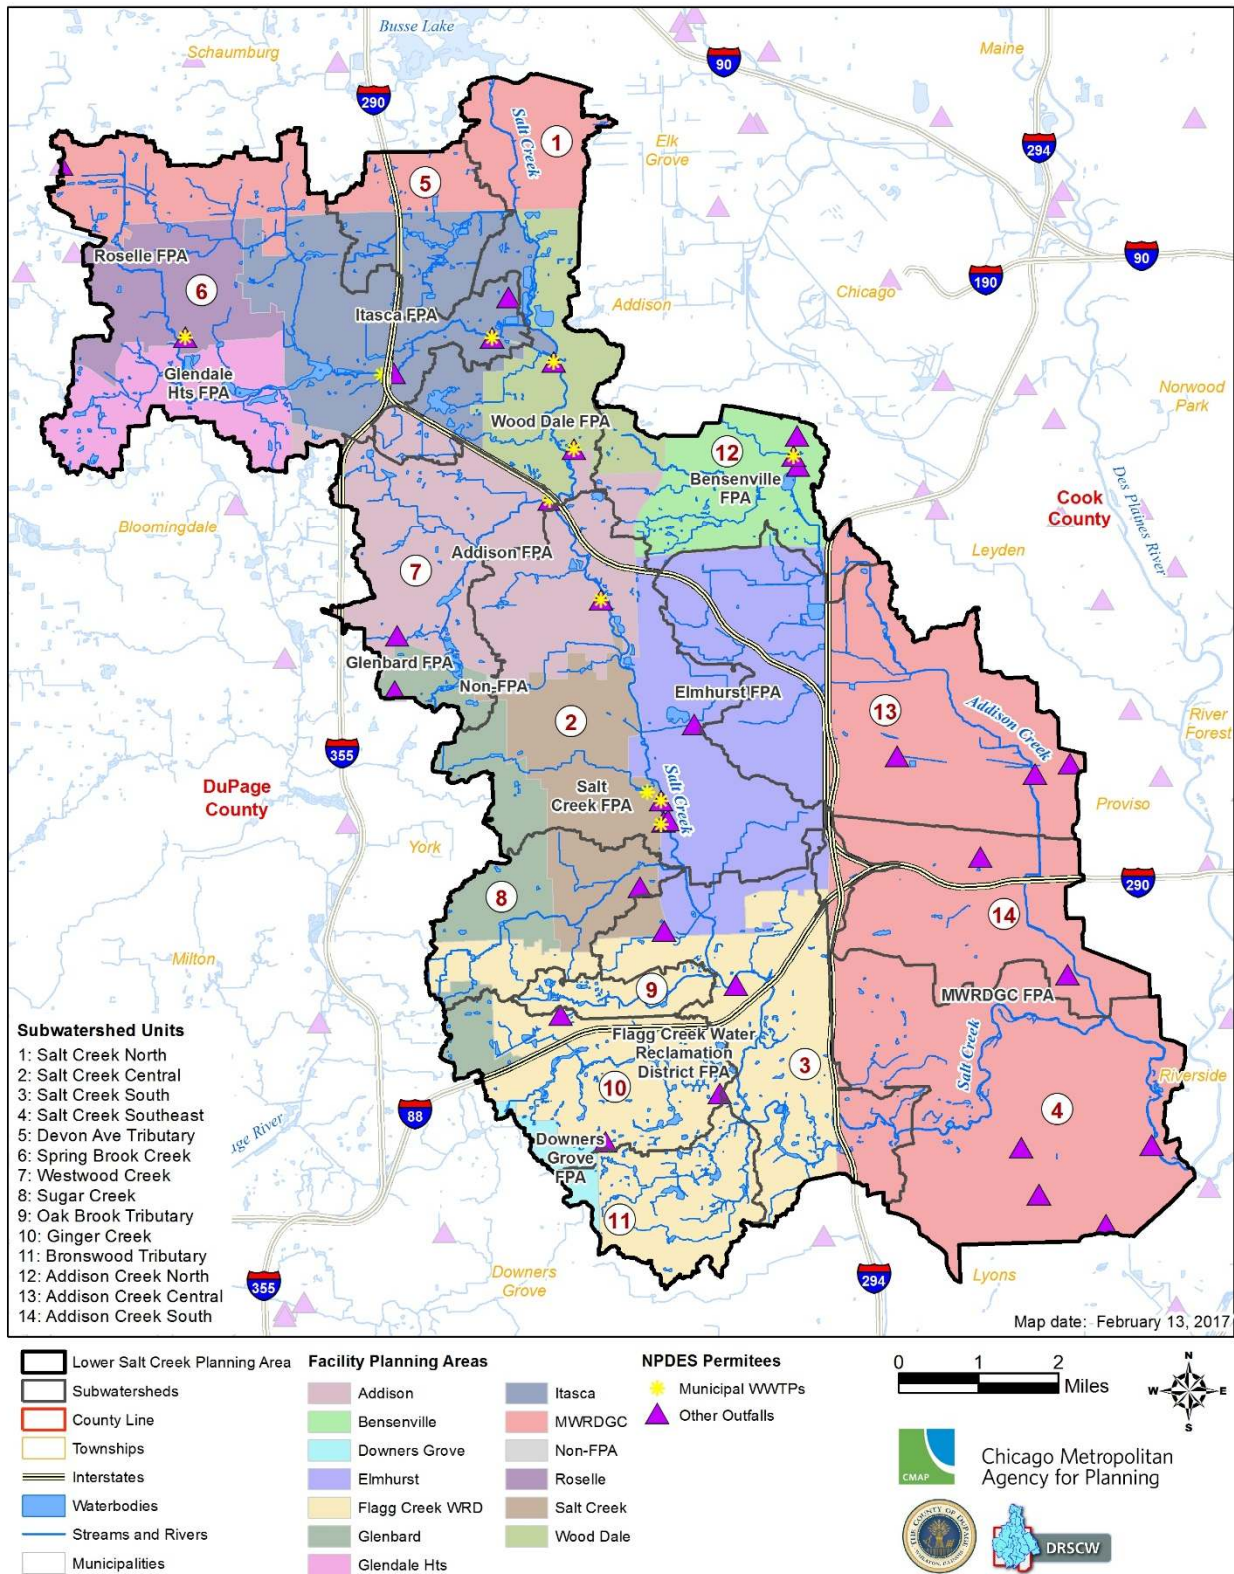 Busse Lake
Schaumburg
Maine
90
290
Salt Creek
1
Elk
Grove
294
5
Roselle FPA
6
Itasca FPA
Addison
Chicago
190
90
Glendale
Hts FPA
Norwood
Park
Wood Dale FPA
12
Bensenville
FPA
Des Plaines River
Cook
County
Bloomingdale
Addison FPA
Leyden
7
Glenbard FPA
Non-FPA
Elmhurst FPA
2
13
Addison Creek
River
Forest
355
DuPage
County
Salt
Creek FPA
Salt Creek
Proviso
York
290
8
14
Milton
9
MWRDGC FPA
Flagg Creek Water
Reclamation
District FPA
3
Salt Creek
Riverside
10
4
88
age River
Downers
Grove
FPA
11
Downers
Grove
355
294
Lyons
Subwatershed Units
1: Salt Creek North
2: Salt Creek Central
3: Salt Creek South
4: Salt Creek Southeast
5: Devon Ave Tributary
6: Spring Brook Creek
7: Westwood Creek
8: Sugar Creek
9: Oak Brook Tributary
10: Ginger Creek
11: Bronswood Tributary
12: Addison Creek North
13: Addison Creek Central
14: Addison Creek South
Map date: February 13, 2017
Lower Salt Creek Planning Area
Subwatersheds
County Line
Townships
Interstates
Waterbodies
Streams and Rivers
Municipalities
Facility Planning Areas
Addison
Bensenville
Downers Grove
Elmhurst
Flagg Creek WRD
Glenbard
Glendale Hts
Itasca
MWRDGC
Non-FPA
Roselle
Salt Creek
Wood Dale
NPDES Permitees
Municipal WWTPs
Other Outfalls
0 1 2
Miles
N
W E
S
CMAP
Chicago Metropolitan
Agency for Planning
THE COUNTY OF DUPAGE
WHEATON, ILLINOIS
DRSCW